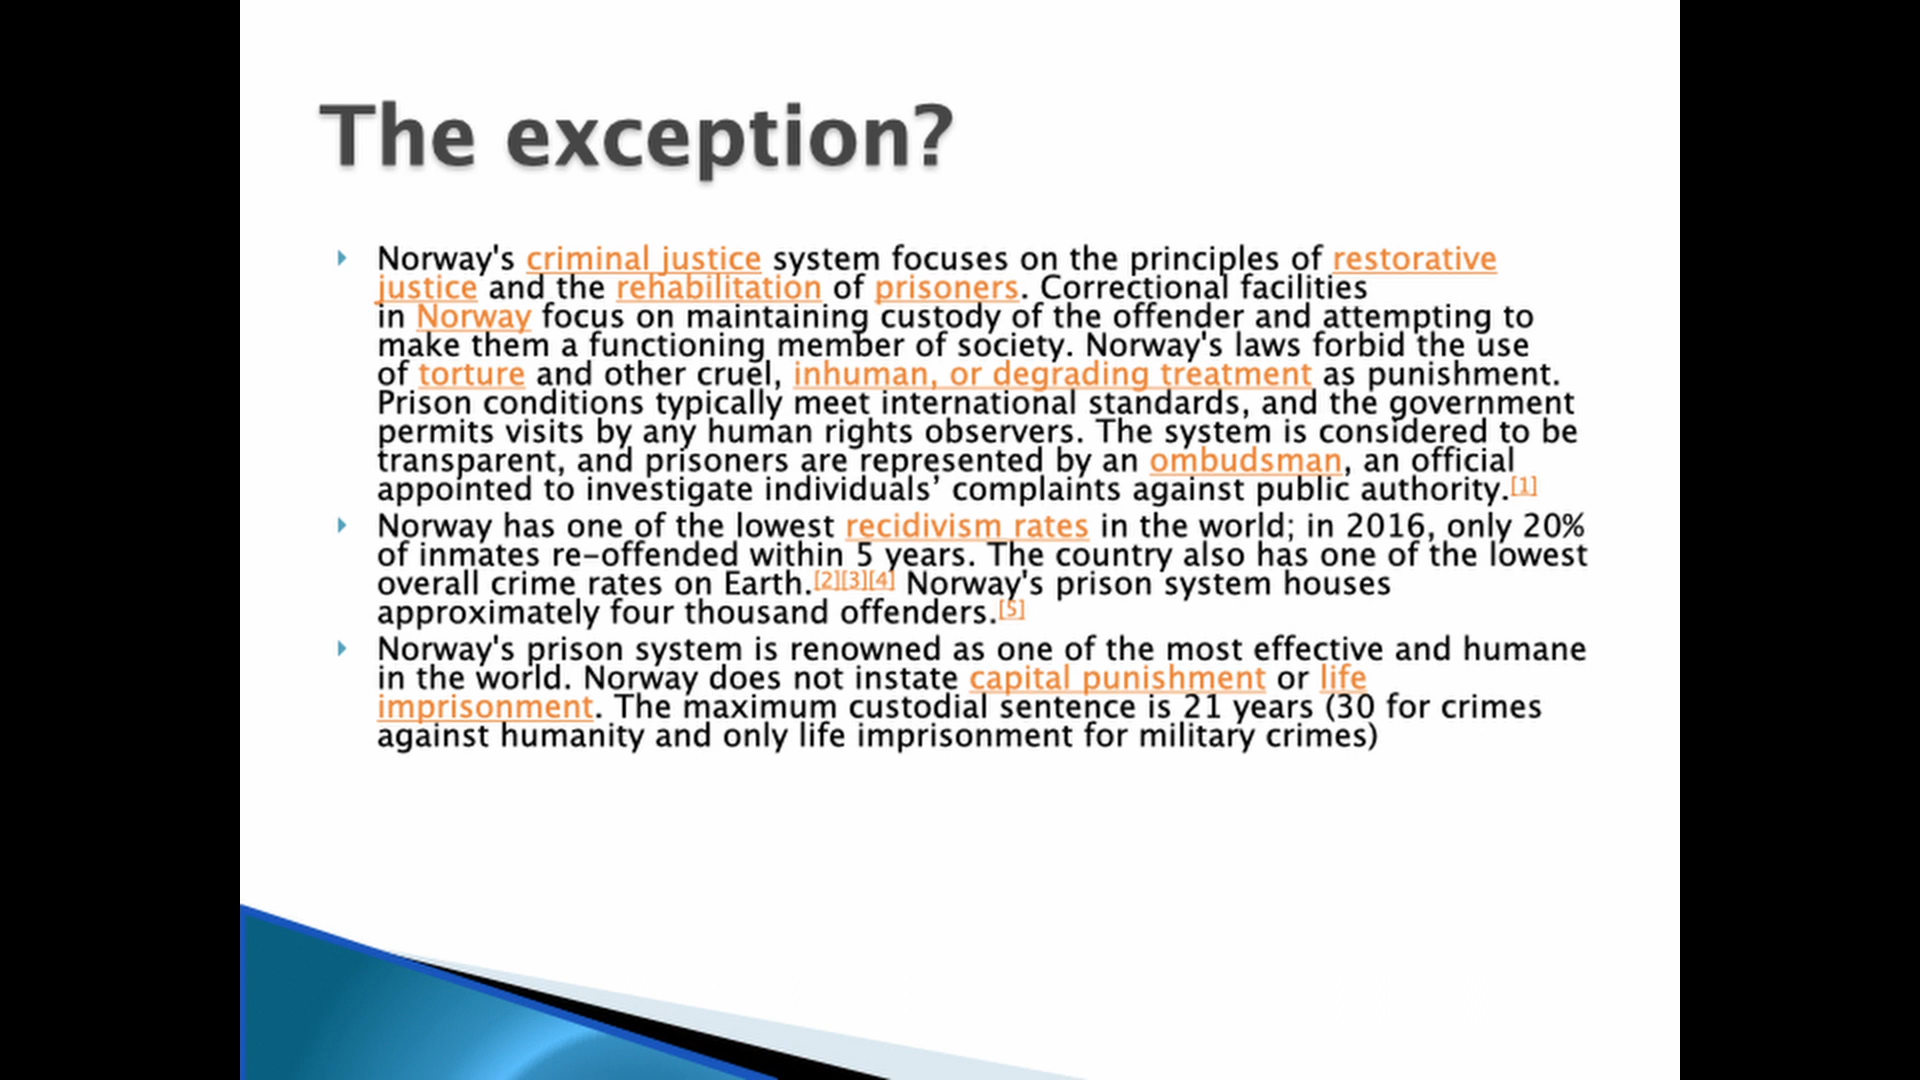 The exception?
Norway's criminal justice system focuses on the principles of restorative
justice and the rehabilitation of prisoners. Correctional facilities
in Norway focus on maintaining custody of the offender and attempting to
make them a functioning member of society. Norway's laws forbid the use
of torture and other cruel, inhuman, or degrading treatment as punishment.
Prison conditions typically meet international standards, and the government
permits visits by any human rights observers. The system is considered to be
transparent, and prisoners are represented by an ombudsman, an official
appointed to investigate individuals’ complaints against public authority.[1]
Norway has one of the lowest recidivism rates in the world; in 2016, only 20%
of inmates re-offended within 5 years. The country also has one of the lowest
overall crime rates on Earth.[2][3][4] Norway's prison system houses
approximately four thousand offenders.[5]
Norway's prison system is renowned as one of the most effective and humane
in the world. Norway does not instate capital punishment or life
imprisonment. The maximum custodial sentence is 21 years (30 for crimes
against humanity and only life imprisonment for military crimes)